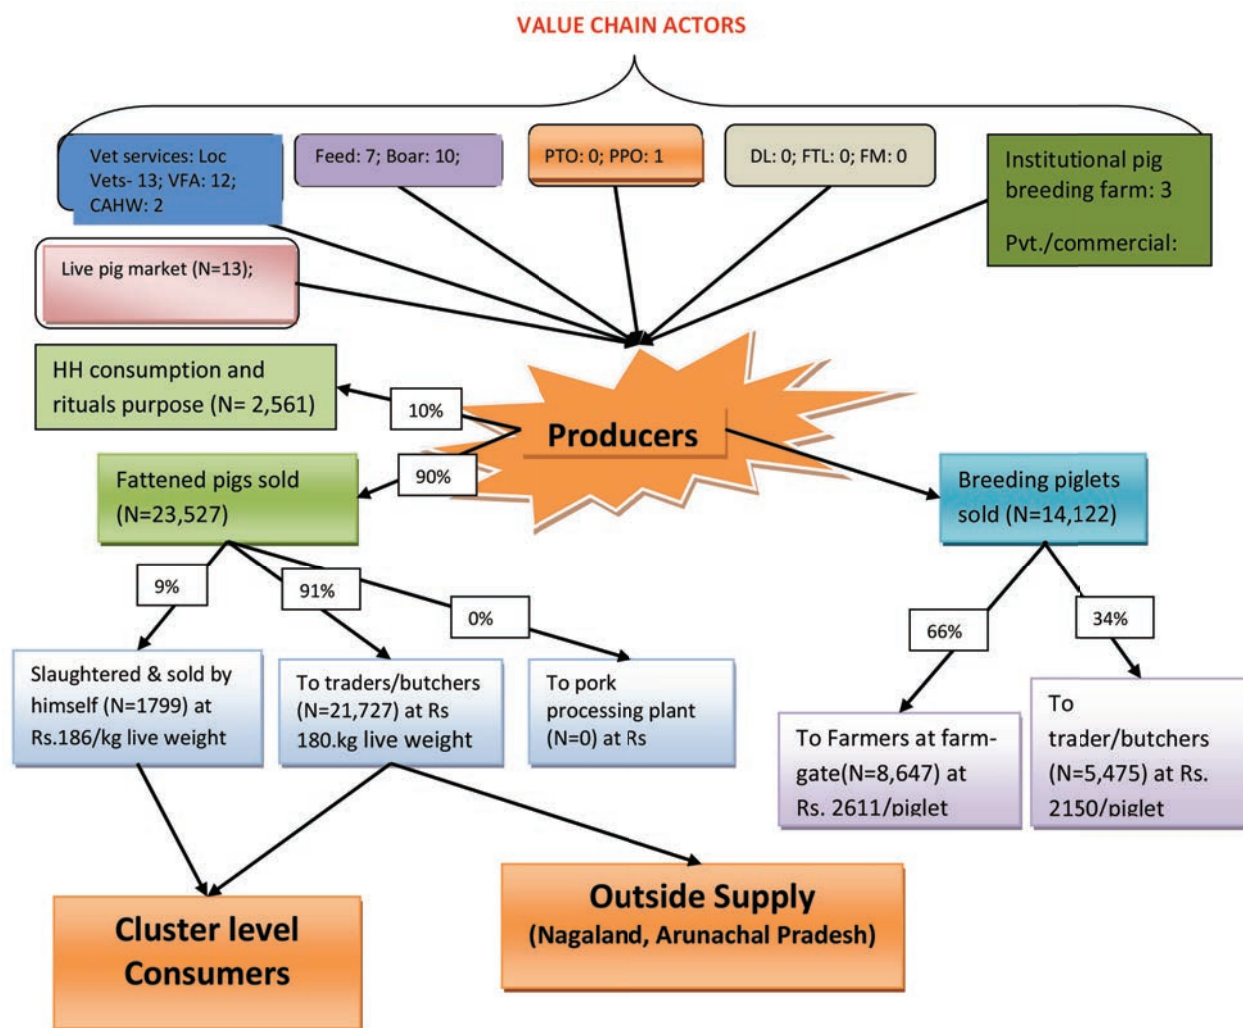 VALUE CHAIN ACTORS
Vet services: Loc
Vets- 13; VFA: 12;
CAHW: 2
Feed: 7; Boar: 10;
PTO: 0; PPO: 1
DL: 0; FTL: 0; FM: 0
Institutional pig
breeding farm: 3
Pvt./commercial:
Live pig market (N=13);
HH consumption and
rituals purpose (N= 2,561)
10%
Producers
90%
Fattened pigs sold
(N=23,527)
Breeding piglets
sold (N=14,122)
9%
91%
0%
66%
34%
Slaughtered & sold by
himself (N=1799) at
Rs.186/kg live weight
To traders/butchers
(N=21,727) at Rs
180.kg live weight
To pork
processing plant
(N=0) at Rs
To Farmers at farm-
gate(N=8,647) at
Rs. 2611/piglet
To
trader/butchers
(N=5,475) at Rs.
2150/piglet
Cluster level
Consumers
Outside Supply
(Nagaland, Arunachal Pradesh)